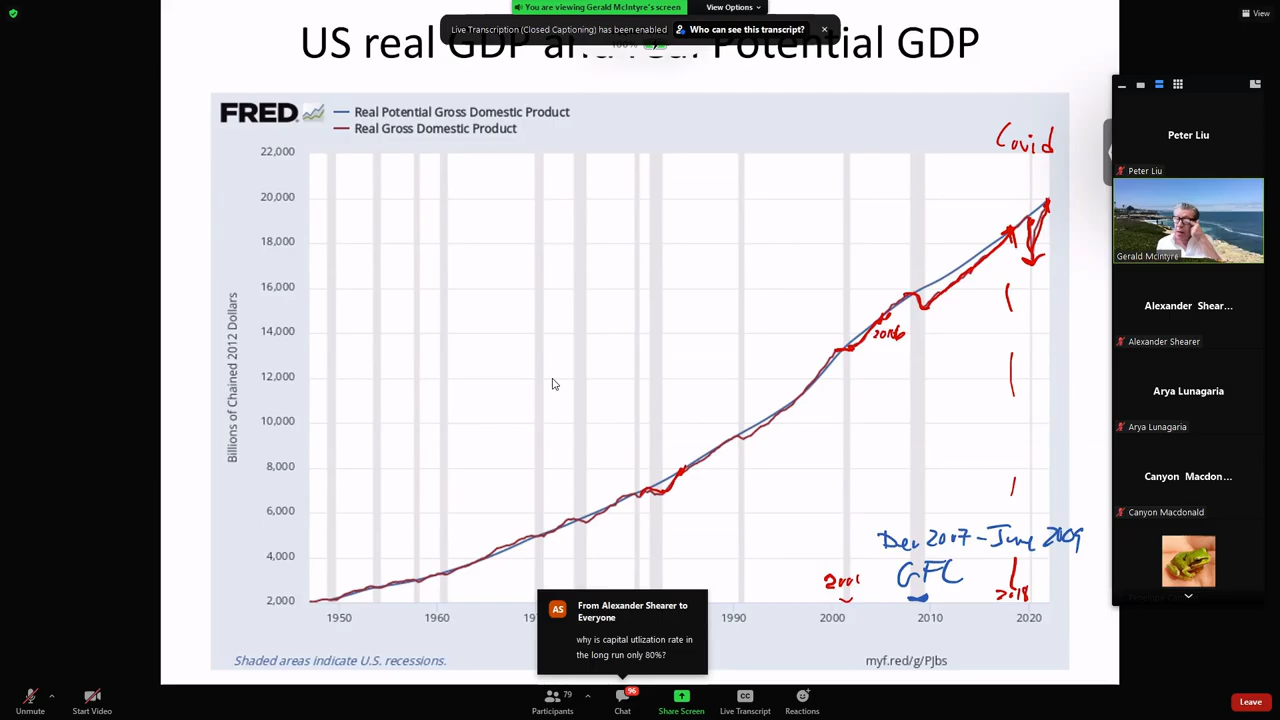 You are viewing Gerald McIntyre's screen
View Options
View
Live Transcription (Closed Captioning) has been enabled
Who can see this transcript?
100%
US real GDP and real Potential GDP
FRED
Real Potential Gross Domestic Product
Real Gross Domestic Product
Covid
22,000
20,000
18,000
16,000
14,000
12,000
10,000
8,000
6,000
4,000
2,000
Billions of Chained 2012 Dollars
2006
Dec 2007 - June 2009
GFC
2001
2018
1950
1960
1990
2000
2010
2020
Shaded areas indicate U.S. recessions.
myf.red/g/PJbs
AS
From Alexander Shearer to
Everyone
why is capital utlization rate in
the long run only 80%?
Peter Liu
Peter Liu
Gerald McIntyre
Alexander Shear...
Alexander Shearer
Arya Lunagaria
Arya Lunagaria
Canyon Macdon...
Canyon Macdonald
Unmute
Start Video
79
Participants
96
Chat
Share Screen
CC
Live Transcript
Reactions
Leave